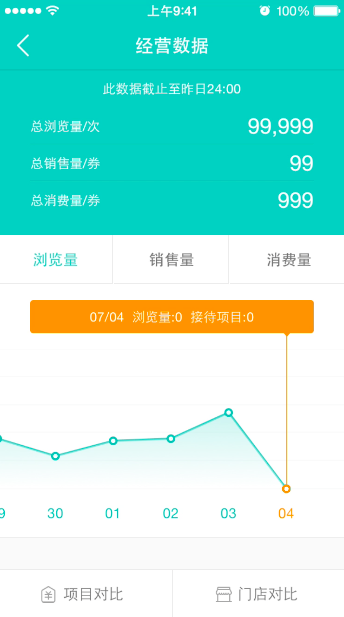 上午9:41 100%
经营数据
此数据截止至昨日24:00
总浏览量/次 99,999
总销售量/券 99
总消费量/券 999
浏览量 销售量 消费量
07/04 浏览量:0 接待项目:0
9 30 01 02 03 04
项目对比 门店对比